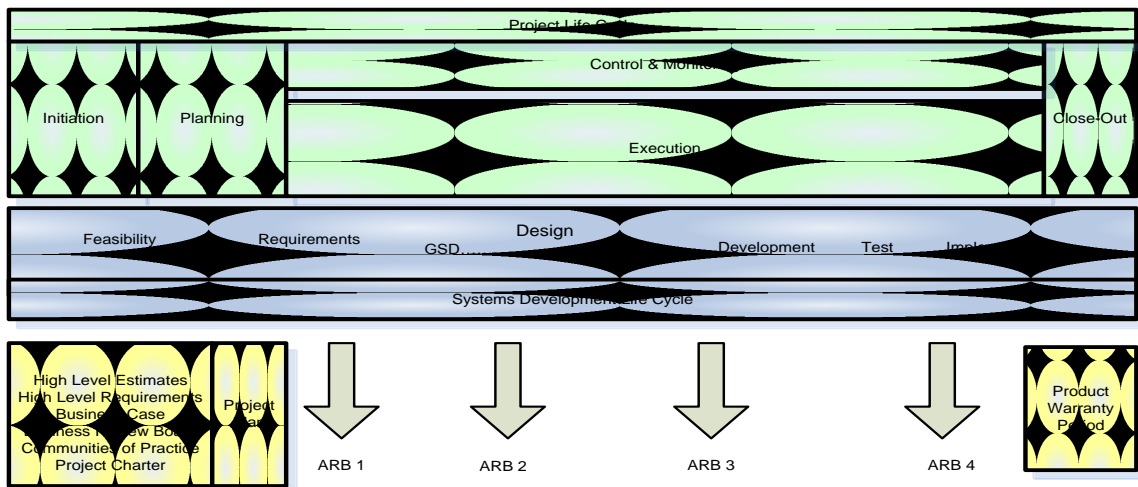 Project Life
Control & Monitor
Initiation
Planning
Close-Out
Execution
Design
Feasibility
Requirements
GSD.....
Development
Test
Systems Development Life Cycle
High Level Estimates
High Level Requirements
Business Case
Communities of Practice
Project Charter
Project
Product
Warranty
Period
ARB 1
ARB 2
ARB 3
ARB 4